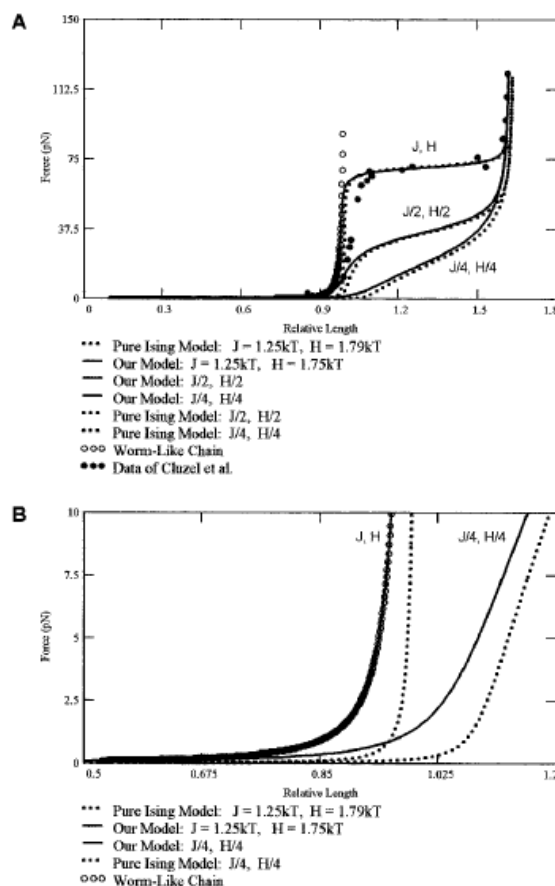 A
150
112.5
75
37.5
0
Force (pN)
J, H
J/2, H/2
J/4, H/4
0 0.3 0.6 0.9 1.2 1.5 1.8
Relative Length
Pure Ising Model: J = 1.25kT, H = 1.79kT
Our Model: J = 1.25kT, H = 1.75kT
Our Model: J/2, H/2
Our Model: J/4, H/4
Pure Ising Model: J/2, H/2
Pure Ising Model: J/4, H/4
Worm-Like Chain
Data of Cluzel et al.
B
10
7.5
5
2.5
0
Force (pN)
J, H
J/4, H/4
0.5 0.675 0.85 1.025 1.2
Relative Length
Pure Ising Model: J = 1.25kT, H = 1.79kT
Our Model: J = 1.25kT, H = 1.75kT
Our Model: J/4, H/4
Pure Ising Model: J/4, H/4
Worm-Like Chain